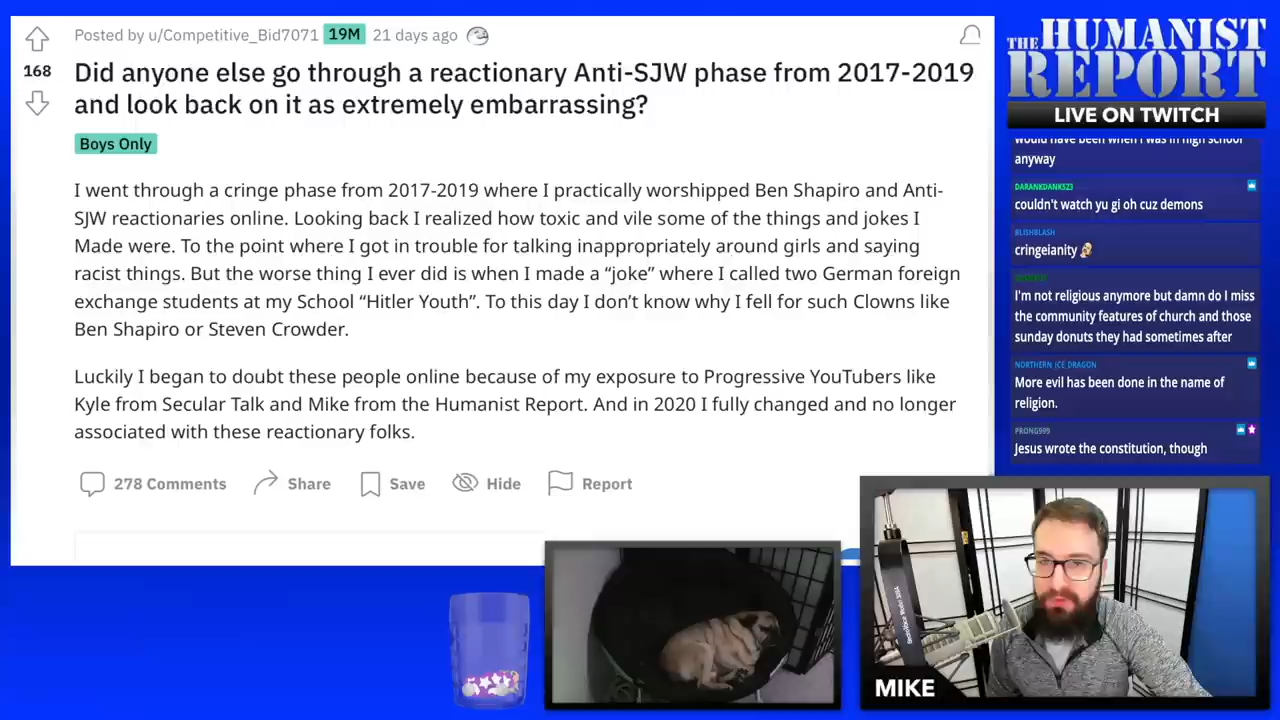 Posted by u/Competitive_Bid7071 19M 21 days ago
168
Did anyone else go through a reactionary Anti-SJW phase from 2017-2019
and look back on it as extremely embarrassing?
Boys Only
I went through a cringe phase from 2017-2019 where I practically worshipped Ben Shapiro and Anti-
SJW reactionaries online. Looking back I realized how toxic and vile some of the things and jokes I
Made were. To the point where I got in trouble for talking inappropriately around girls and saying
racist things. But the worse thing I ever did is when I made a “joke” where I called two German foreign
exchange students at my School “Hitler Youth”. To this day I don’t know why I fell for such Clowns like
Ben Shapiro or Steven Crowder.
Luckily I began to doubt these people online because of my exposure to Progressive YouTubers like
Kyle from Secular Talk and Mike from the Humanist Report. And in 2020 I fully changed and no longer
associated with these reactionary folks.
278 Comments Share Save Hide Report
THE HUMANIST
REPORT
LIVE ON TWITCH
would have been when I was in high school
anyway
DARANKDANKS23
couldn't watch yu gi oh cuz demons
BLISHBLASH
cringeianity
I'm not religious anymore but damn do I miss
the community features of church and those
sunday donuts they had sometimes after
NORTHERN ICE DRAGON
More evil has been done in the name of
religion.
PRONG999
Jesus wrote the constitution, though
MIKE